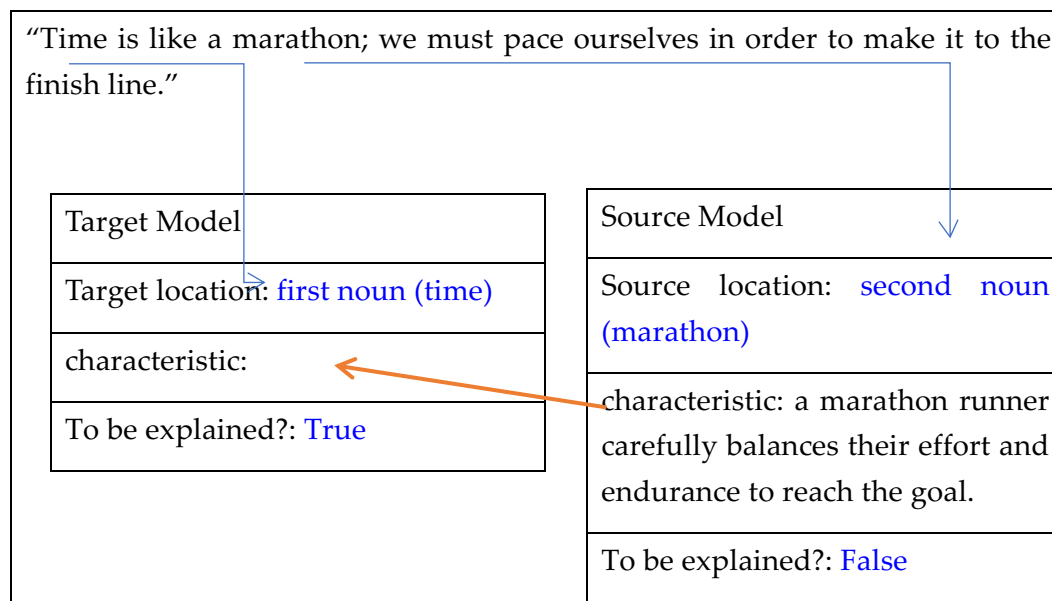 “Time is like a marathon; we must pace ourselves in order to make it to the
finish line.”
Target Model
Target location: first noun (time)
characteristic:
To be explained?: True
Source Model
Source location: second noun
(marathon)
characteristic: a marathon runner
carefully balances their effort and
endurance to reach the goal.
To be explained?: False